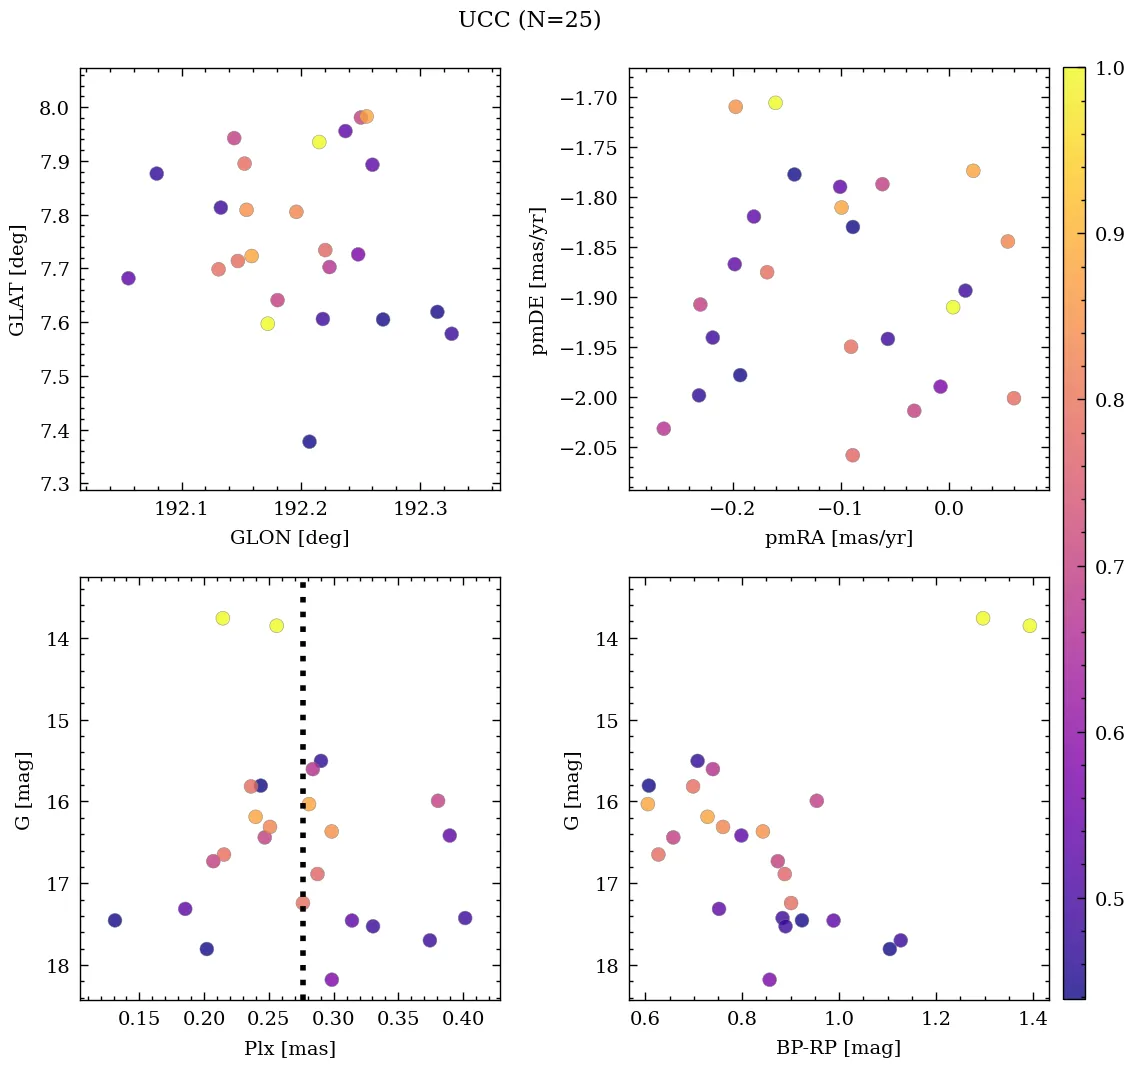 UCC (N=25)
8.0
7.9
7.8
7.7
7.6
7.5
7.4
7.3
GLAT [deg]
192.1 192.2 192.3
GLON [deg]
−1.70
−1.75
−1.80
−1.85
−1.90
−1.95
−2.00
−2.05
pmDE [mas/yr]
−0.2 −0.1 0.0
pmRA [mas/yr]
14
15
16
17
18
G [mag]
0.15 0.20 0.25 0.30 0.35 0.40
Plx [mas]
14
15
16
17
18
G [mag]
0.6 0.8 1.0 1.2 1.4
BP-RP [mag]
1.0
0.9
0.8
0.7
0.6
0.5